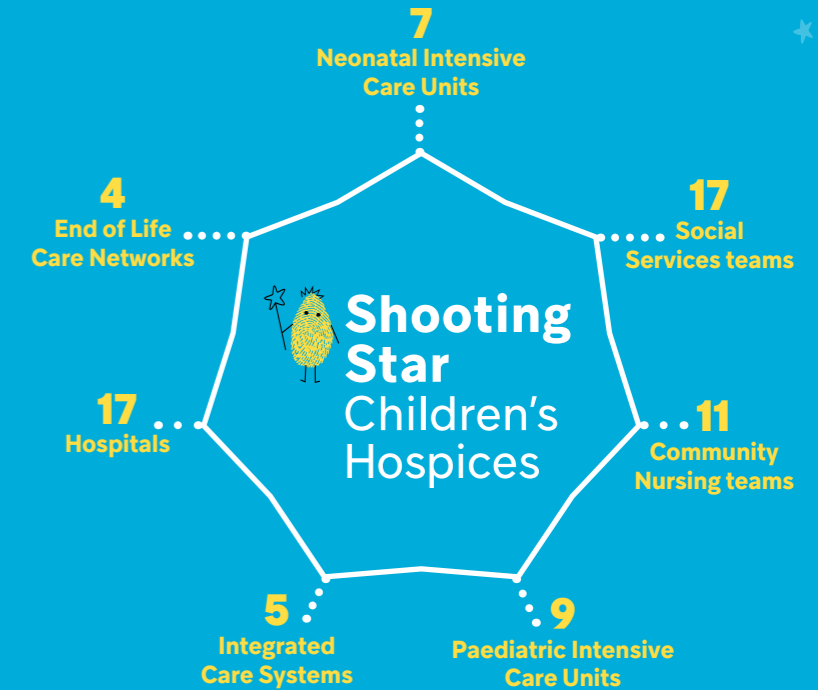 7
Neonatal Intensive
Care Units
17
Social
Services teams
11
Community
Nursing teams
9
Paediatric Intensive
Care Units
5
Integrated
Care Systems
17
Hospitals
4
End of Life
Care Networks
Shooting
Star
Children's
Hospices